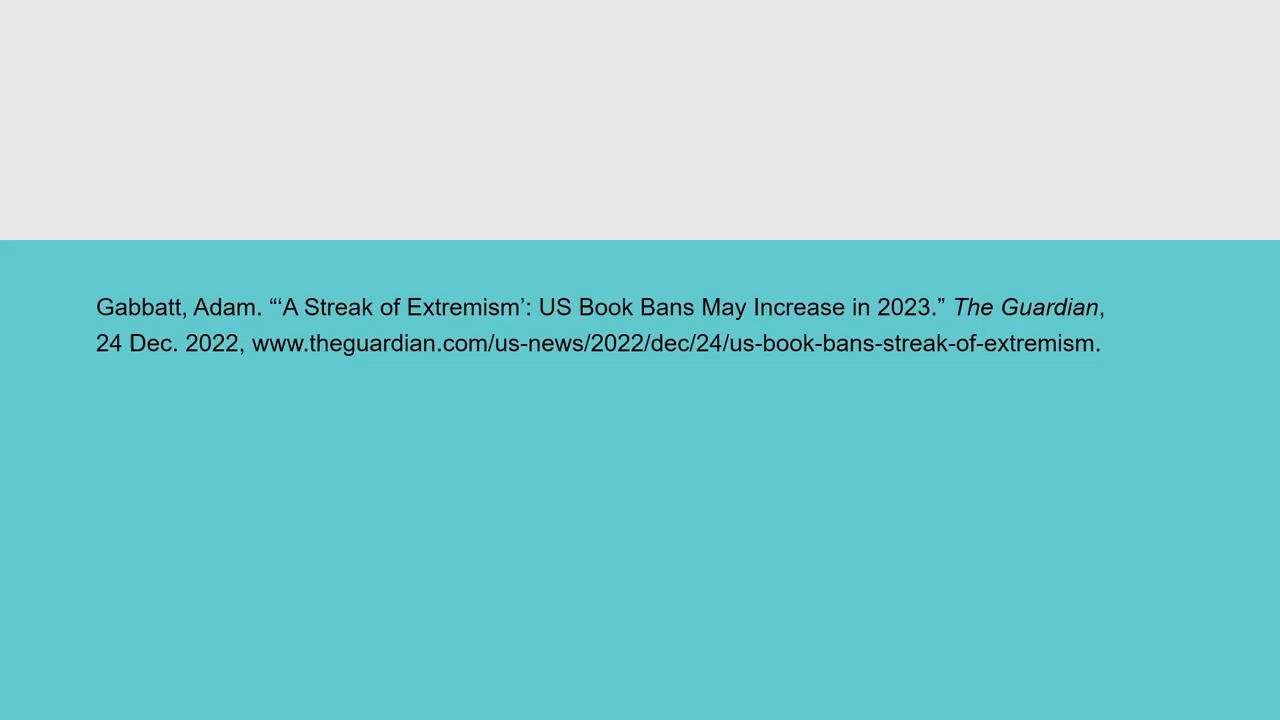 Gabbatt, Adam. “‘A Streak of Extremism’: US Book Bans May Increase in 2023.” The Guardian,
24 Dec. 2022, www.theguardian.com/us-news/2022/dec/24/us-book-bans-streak-of-extremism.